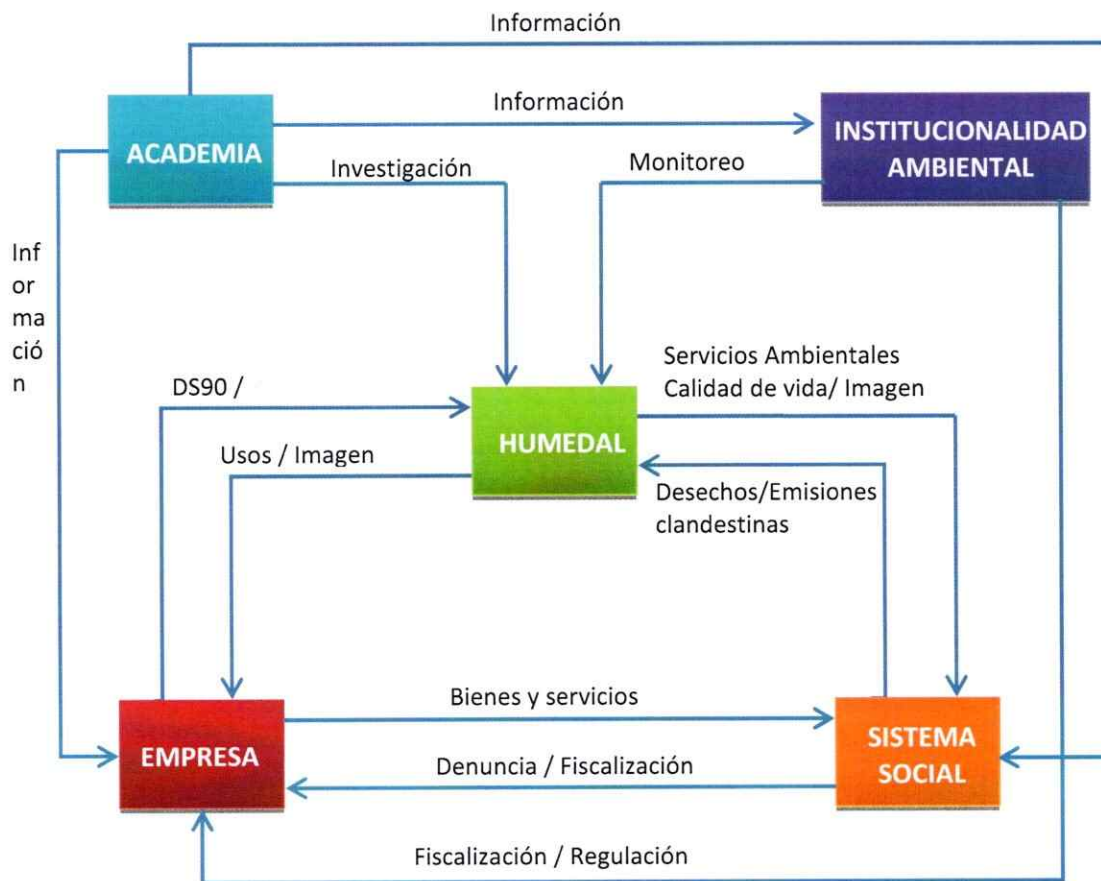 Información
Información
ACADEMIA
INSTITUCIONALIDAD
AMBIENTAL
Investigación
Monitoreo
Inf
or
ma
ció
n
Servicios Ambientales
Calidad de vida/ Imagen
DS90 /
HUMEDAL
Usos / Imagen
Desechos/Emisiones
clandestinas
Bienes y servicios
EMPRESA
SISTEMA
SOCIAL
Denuncia / Fiscalización
Fiscalización / Regulación